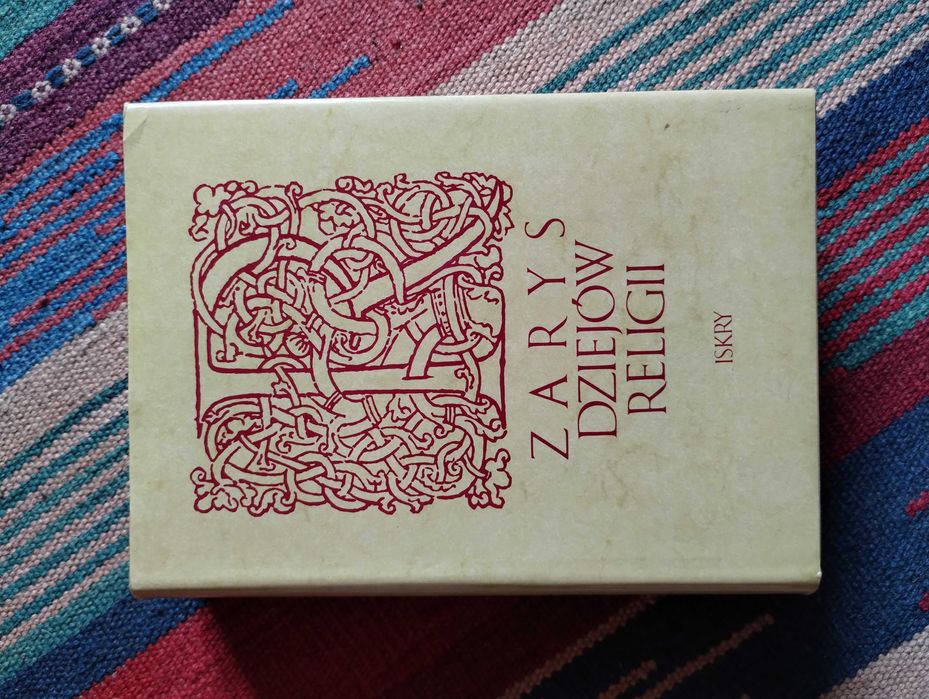 ZARYS
DZIEJÓW
RELIGII
ISKRY